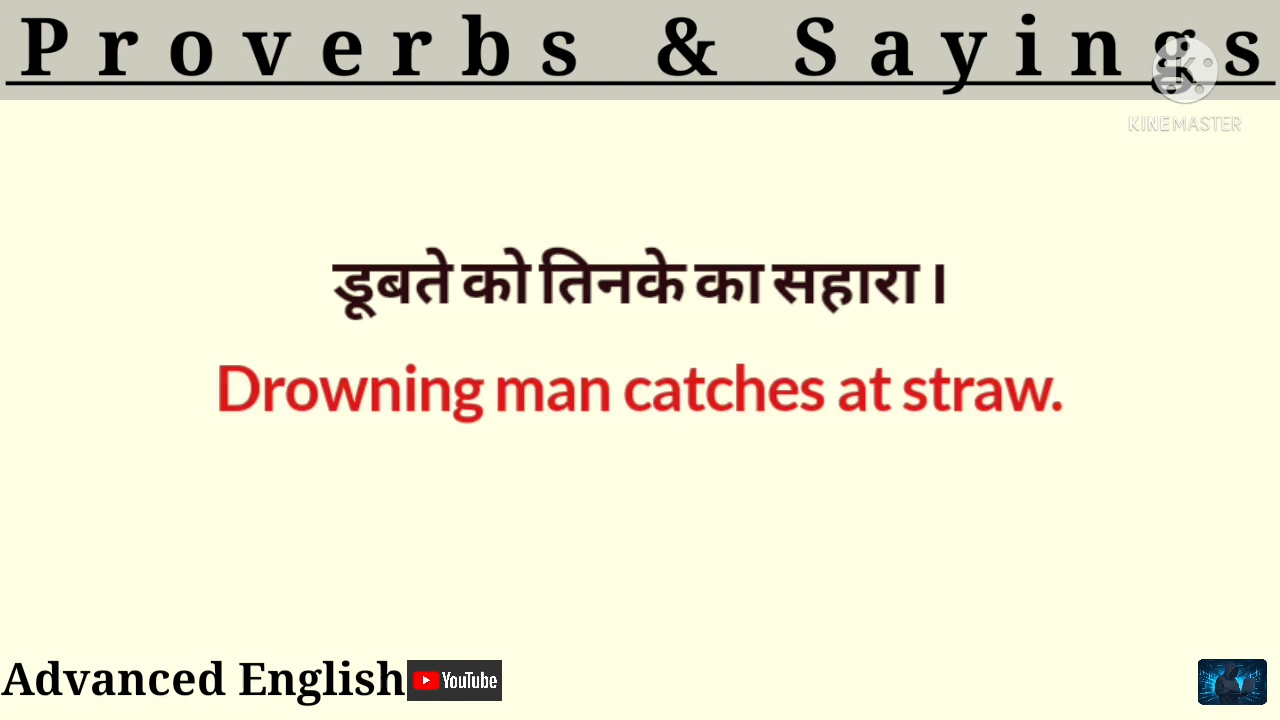 Proverbs & Sayings
KINEMASTER
डूबते को तिनके का सहारा ।
Drowning man catches at straw.
Advanced English YouTube